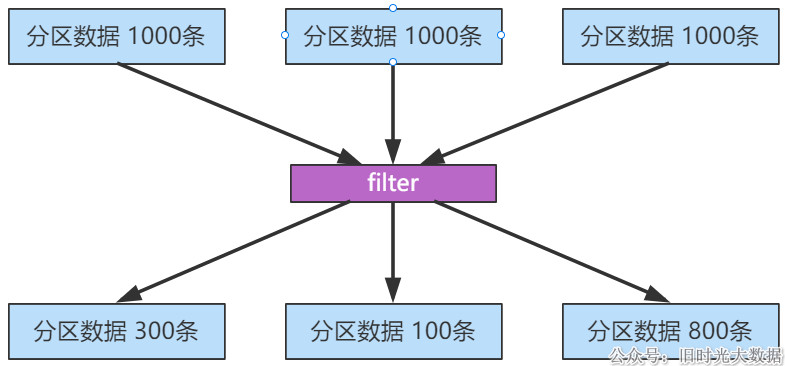 分区数据 1000条
分区数据 1000条
分区数据 1000条
filter
分区数据 300条
分区数据 100条
分区数据 800条
公众号：旧时光大数据